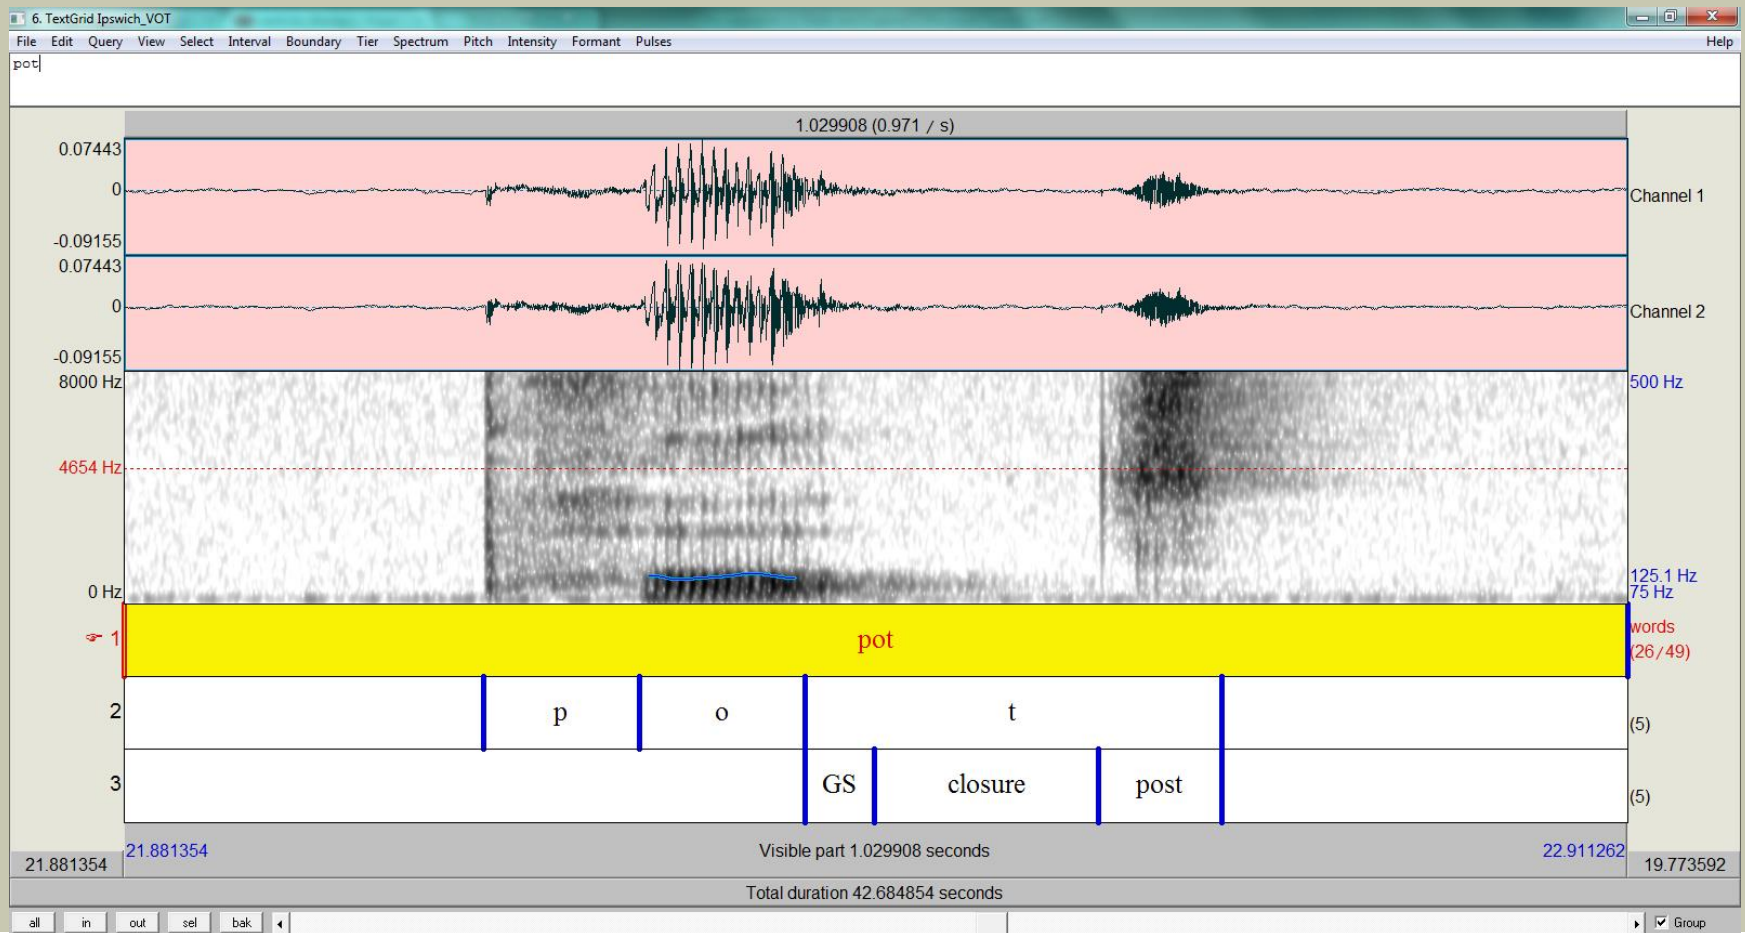 6. TextGrid Ipswich_VOT
File Edit Query View Select Interval Boundary Tier Spectrum Pitch Intensity Formant Pulses Help
pot
1.029908 (0.971 / s)
0.07443
0
-0.09155
Channel 1
0.07443
0
-0.09155
Channel 2
8000 Hz
500 Hz
4654 Hz
125.1 Hz
0 Hz
75 Hz
1
pot
words
(26/49)
2
p o t
(5)
3
GS closure post
(5)
21.881354
21.881354
Visible part 1.029908 seconds
22.911262
19.773592
Total duration 42.684854 seconds
all in out sel bak
Group